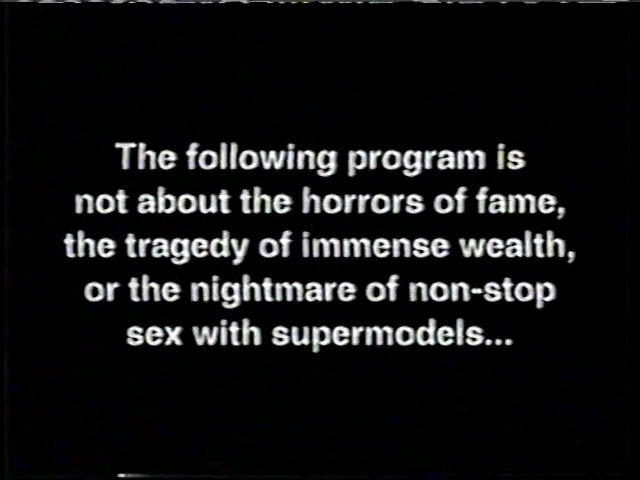 The following program is
not about the horrors of fame,
the tragedy of immense wealth,
or the nightmare of non-stop
sex with supermodels...